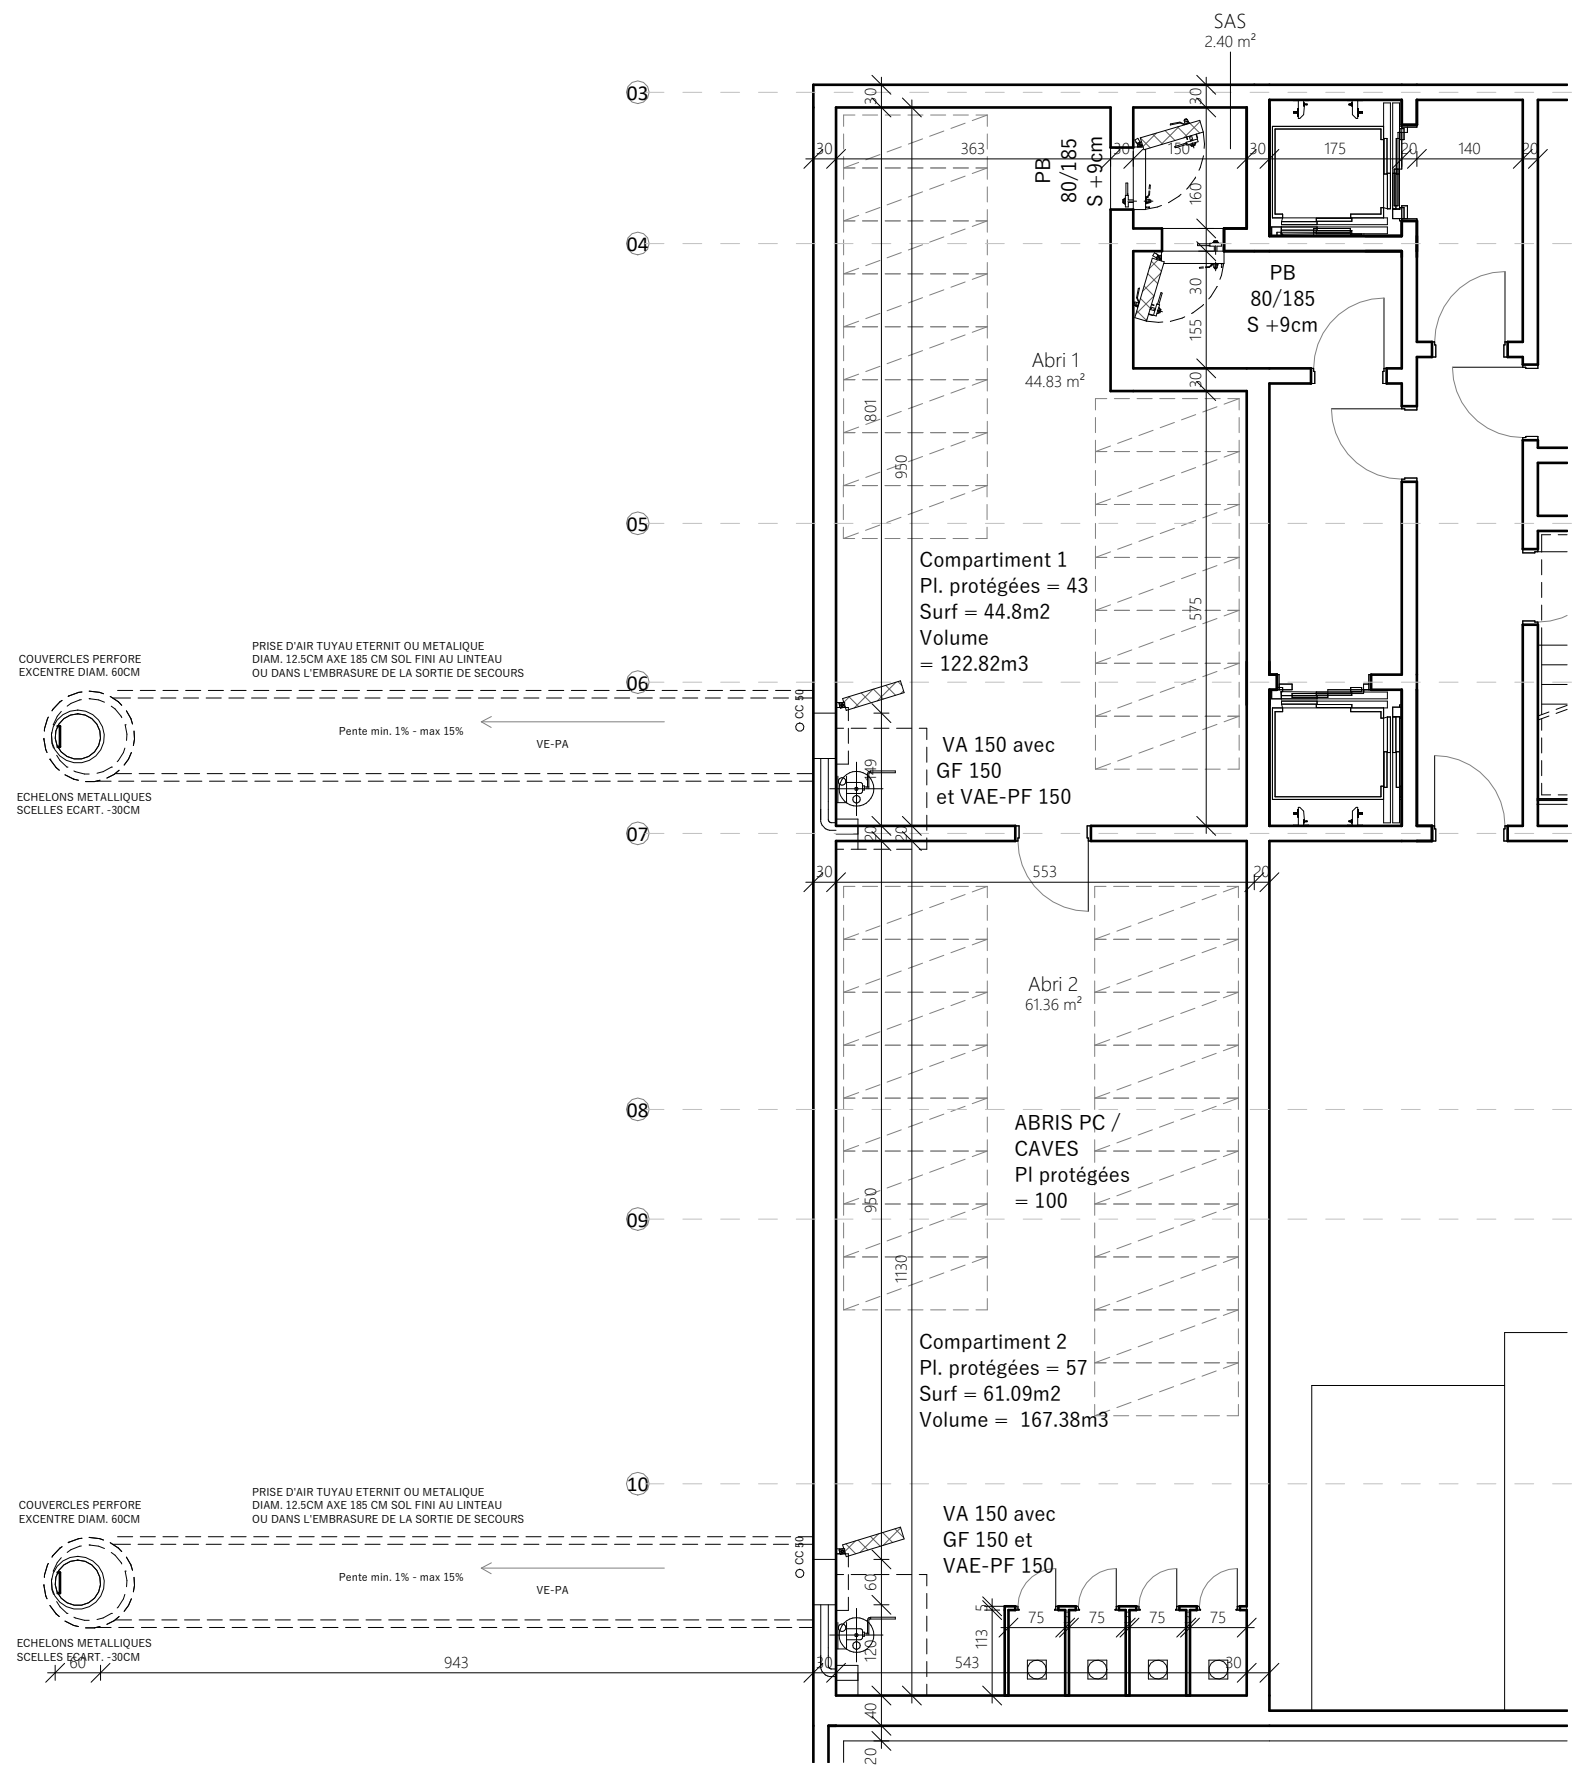 SAS
2.40 m²
03
30
30
30
363
30
150
30
175
20
140
20
PB
80/185
S +9cm
160
04
PB
80/185
S +9cm
30
155
30
Abri 1
44.83 m²
801
950
05
Compartiment 1
Pl. protégées = 43
Surf = 44.8m2
Volume
= 122.82m3
575
COUVERCLES PERFORE
EXCENTRE DIAM. 60CM
PRISE D'AIR TUYAU ETERNIT OU METALIQUE
DIAM. 12.5CM AXE 185 CM SOL FINI AU LINTEAU
OU DANS L'EMBRASURE DE LA SORTIE DE SECOURS
06
CC 50
Pente min. 1% - max 15%
VE-PA
VA 150 avec
GF 150
et VAE-PF 150
149
ECHELONS METALLIQUES
SCELLES ECART. -30CM
07
20
20
30
553
20
Abri 2
61.36 m²
08
ABRIS PC /
CAVES
Pl protégées
= 100
09
950
1130
Compartiment 2
Pl. protégées = 57
Surf = 61.09m2
Volume = 167.38m3
10
COUVERCLES PERFORE
EXCENTRE DIAM. 60CM
PRISE D'AIR TUYAU ETERNIT OU METALIQUE
DIAM. 12.5CM AXE 185 CM SOL FINI AU LINTEAU
OU DANS L'EMBRASURE DE LA SORTIE DE SECOURS
VA 150 avec
GF 150 et
VAE-PF 150
CC 50
Pente min. 1% - max 15%
VE-PA
60
5
75
75
75
75
113
120
ECHELONS METALLIQUES
SCELLES ECART. -30CM
60
943
30
543
30
40
20